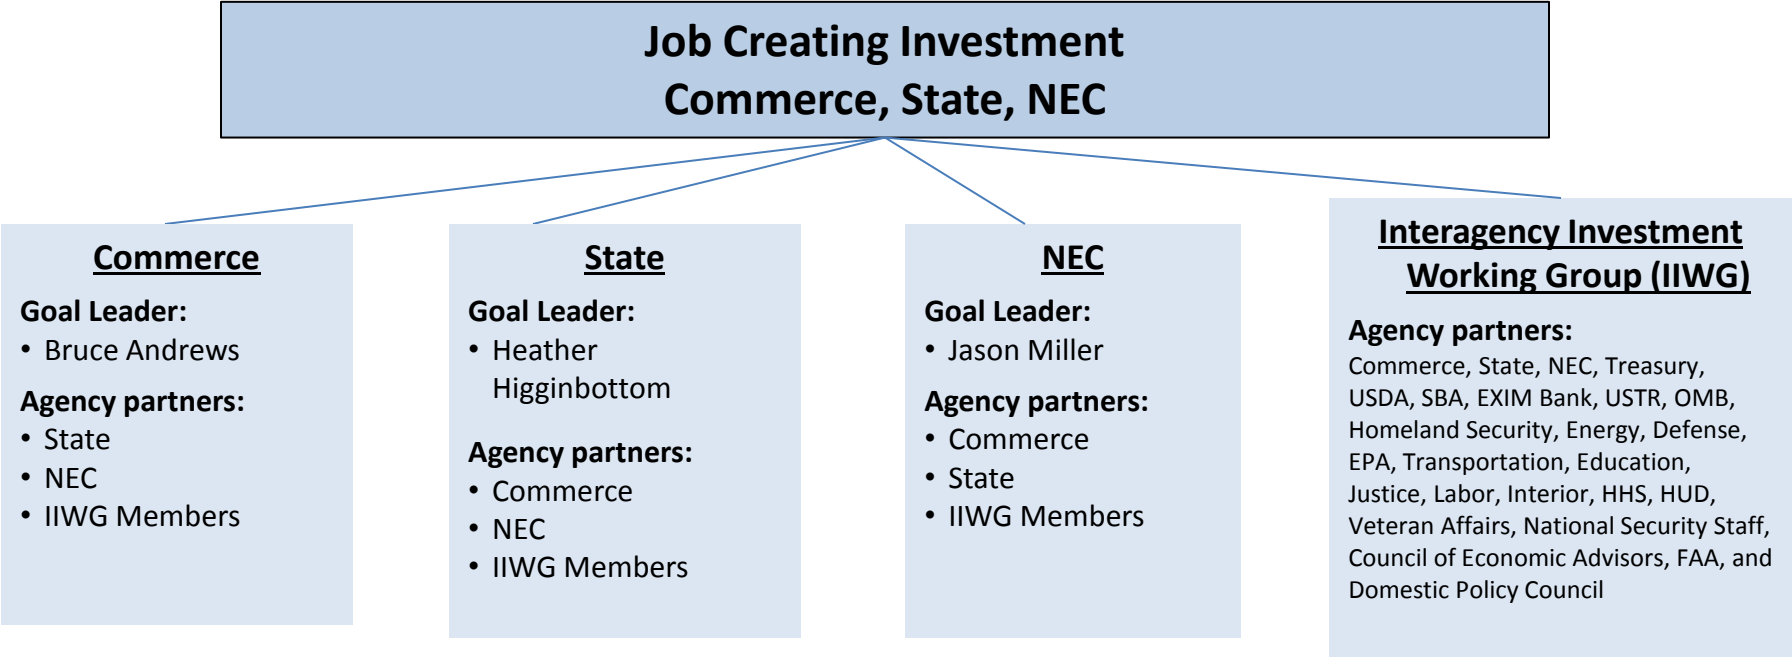 Job Creating Investment
Commerce, State, NEC
Commerce
Goal Leader:
• Bruce Andrews
Agency partners:
• State
• NEC
• IIWG Members
State
Goal Leader:
• Heather
Higginbottom
Agency partners:
• Commerce
• NEC
• IIWG Members
NEC
Goal Leader:
• Jason Miller
Agency partners:
• Commerce
• State
• IIWG Members
Interagency Investment
Working Group (IIWG)
Agency partners:
Commerce, State, NEC, Treasury,
USDA, SBA, EXIM Bank, USTR, OMB,
Homeland Security, Energy, Defense,
EPA, Transportation, Education,
Justice, Labor, Interior, HHS, HUD,
Veteran Affairs, National Security Staff,
Council of Economic Advisors, FAA, and
Domestic Policy Council